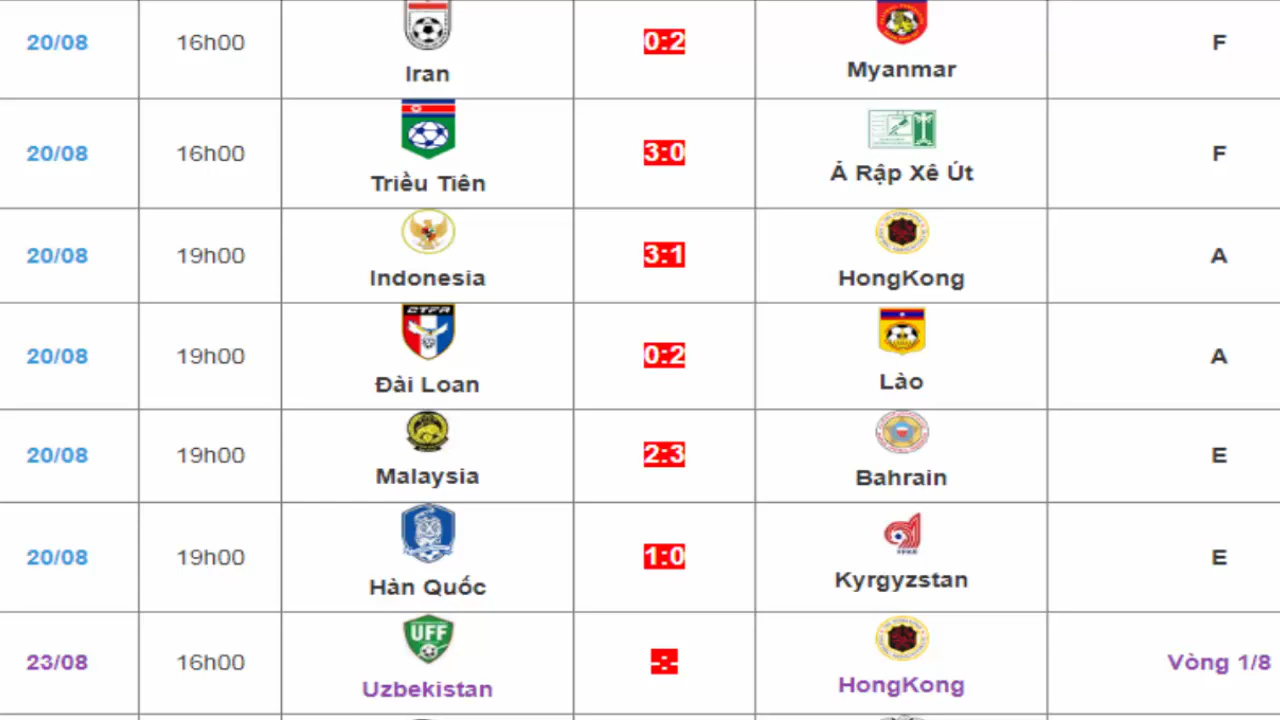 20/08 16h00 Iran 0:2 Myanmar F
20/08 16h00 Triều Tiên 3:0 Ả Rập Xê Út F
20/08 19h00 Indonesia 3:1 HongKong A
CTFA
20/08 19h00 Đài Loan 0:2 Lào A
20/08 19h00 Malaysia 2:3 Bahrain E
20/08 19h00 Hàn Quốc 1:0 Kyrgyzstan E
UFF
23/08 16h00 Uzbekistan -:- HongKong Vòng 1/8